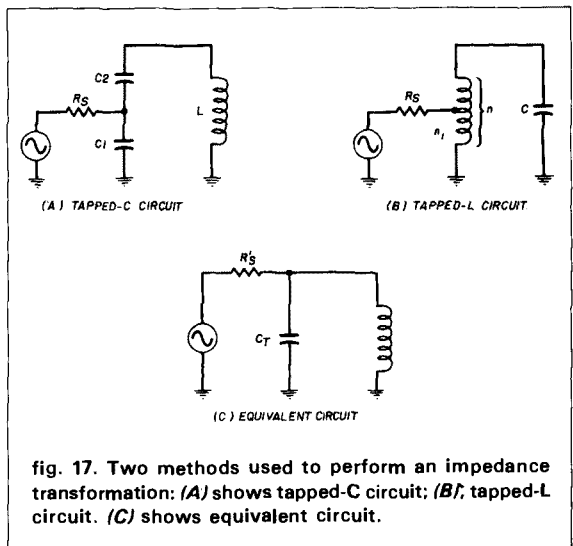 C2
RS
L
C1
(A) TAPPED-C CIRCUIT
RS
n
n1
C
(B) TAPPED-L CIRCUIT
R'S
CT
(C) EQUIVALENT CIRCUIT
fig. 17. Two methods used to perform an impedance
transformation: (A) shows tapped-C circuit; (B), tapped-L
circuit. (C) shows equivalent circuit.